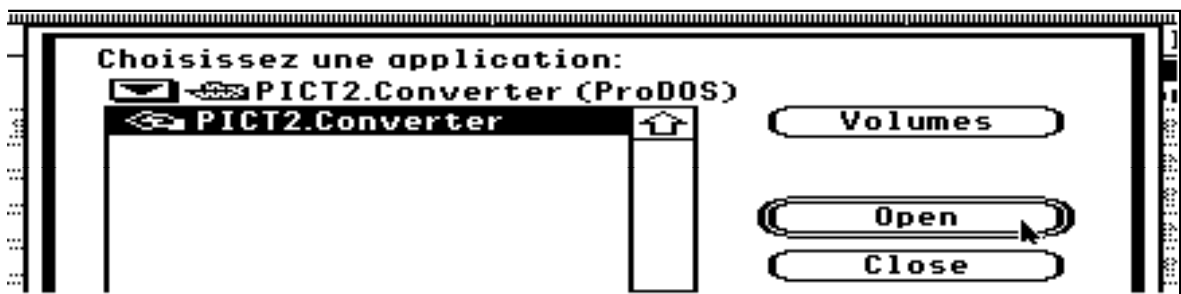 Choisissez une application:
PICT2.Converter (ProDOS)
PICT2.Converter
Volumes
Open
Close